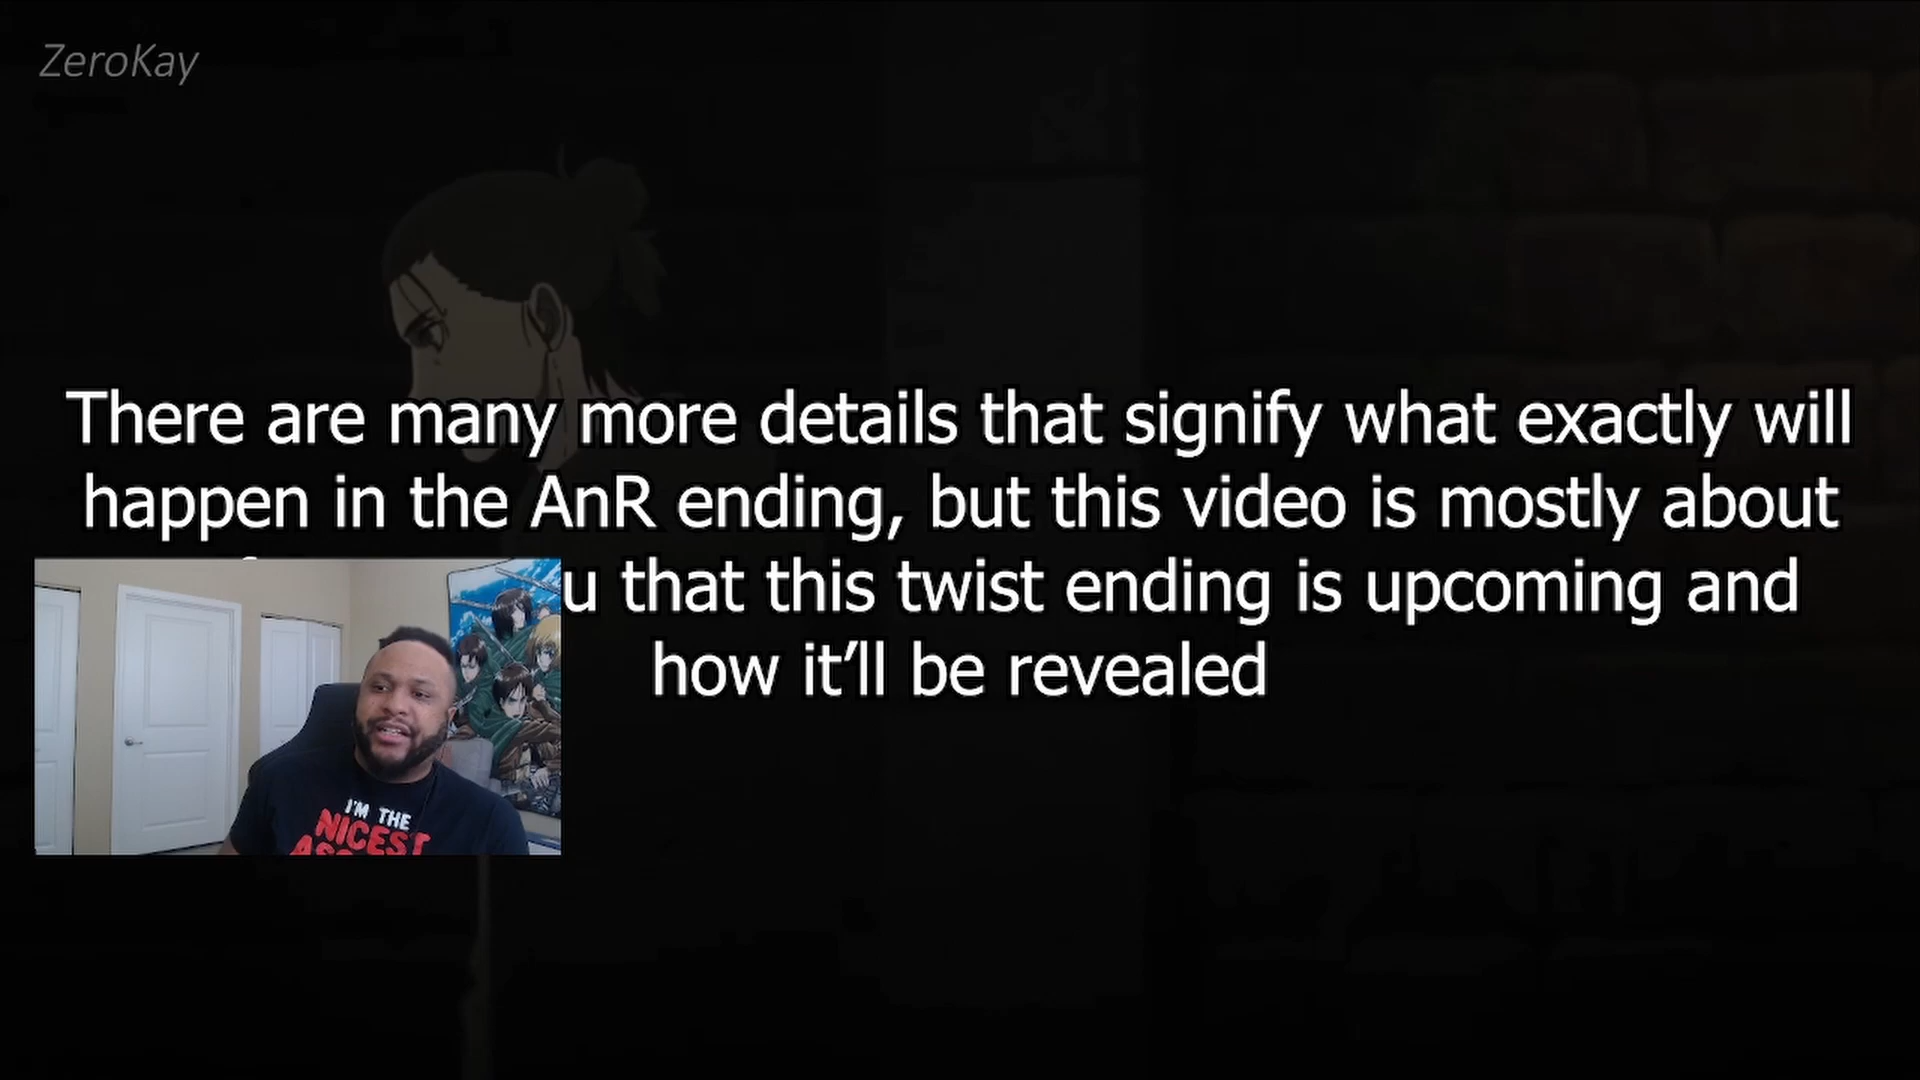 ZeroKay
There are many more details that signify what exactly will
happen in the AnR ending, but this video is mostly about
that this twist ending is upcoming and
how it’ll be revealed
I'M THE
NICEST